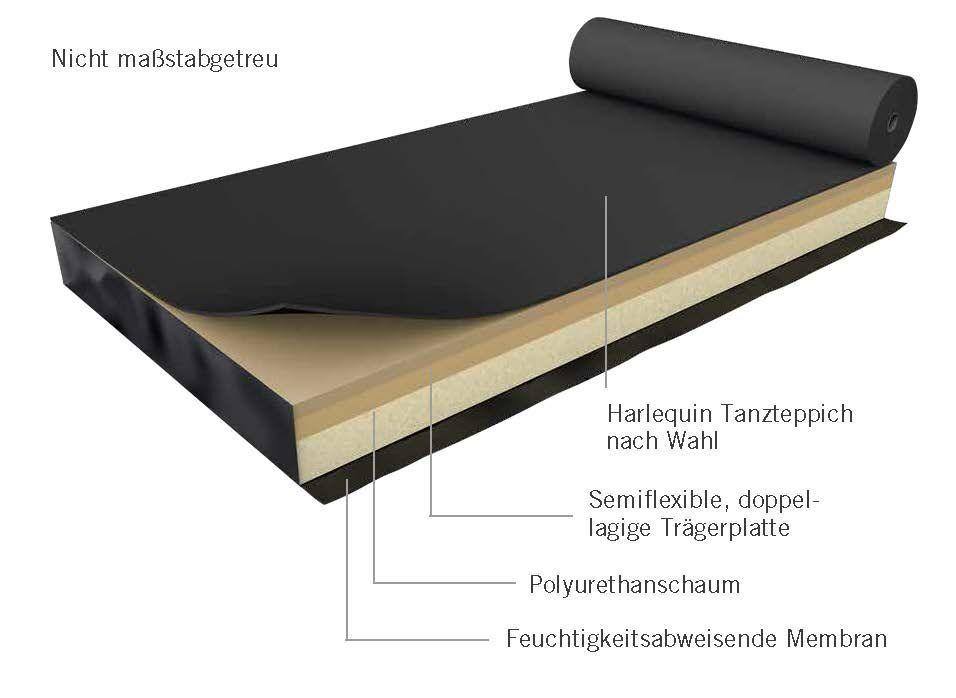 Nicht maßstabgetreu
Harlequin Tanzteppich
nach Wahl
Semiflexible, doppel-
lagige Trägerplatte
Polyurethanschaum
Feuchtigkeitsabweisende Membran